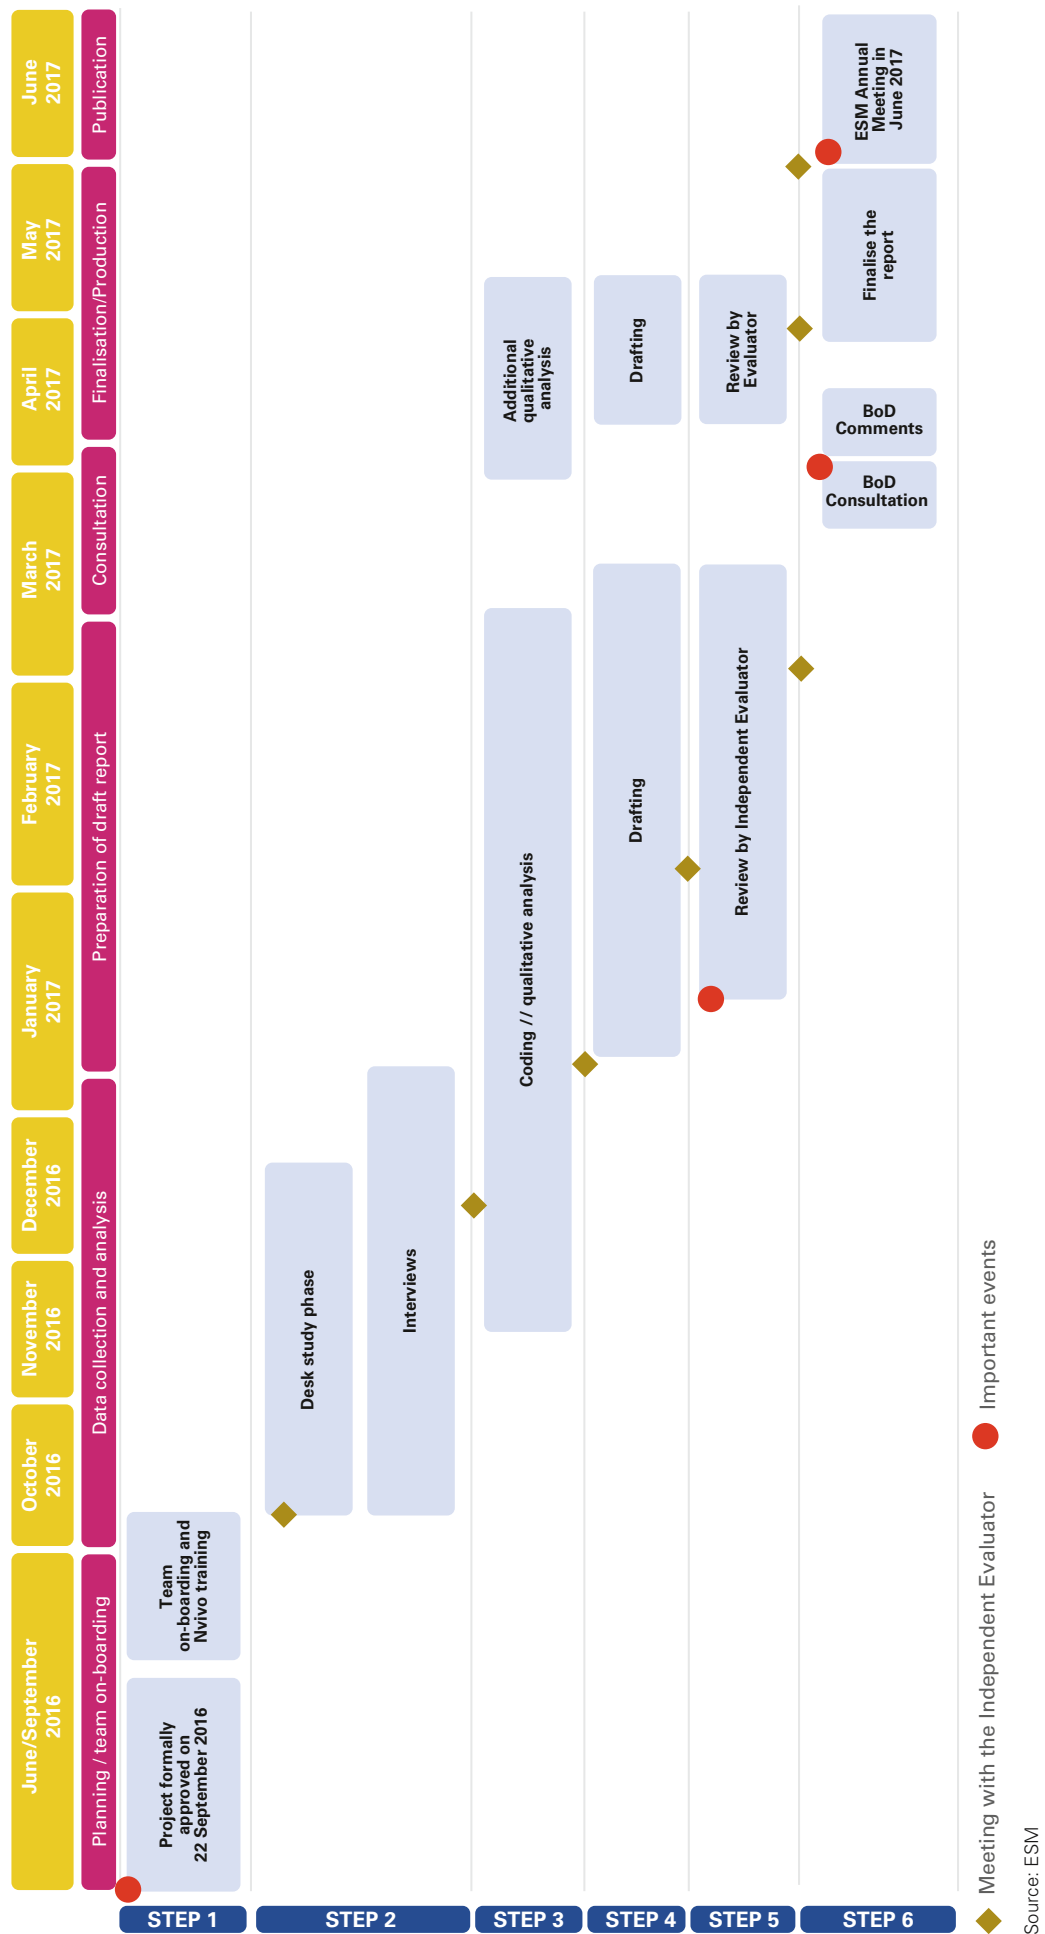 June/September
2016
October
2016
November
2016
December
2016
January
2017
February
2017
March
2017
April
2017
May
2017
June
2017
Planning / team on-boarding
Data collection and analysis
Preparation of draft report
Consultation
Finalisation/Production
Publication
STEP 1
Project formally
approved on
22 September 2016
Team
on-boarding and
Nvivo training
STEP 2
Desk study phase
Interviews
STEP 3
Coding // qualitative analysis
Additional
qualitative
analysis
STEP 4
Drafting
Drafting
STEP 5
Review by Independent Evaluator
Review by
Evaluator
STEP 6
BoD
Consultation
BoD
Comments
Finalise the
report
ESM Annual
Meeting in
June 2017
Meeting with the Independent Evaluator
Important events
Source: ESM